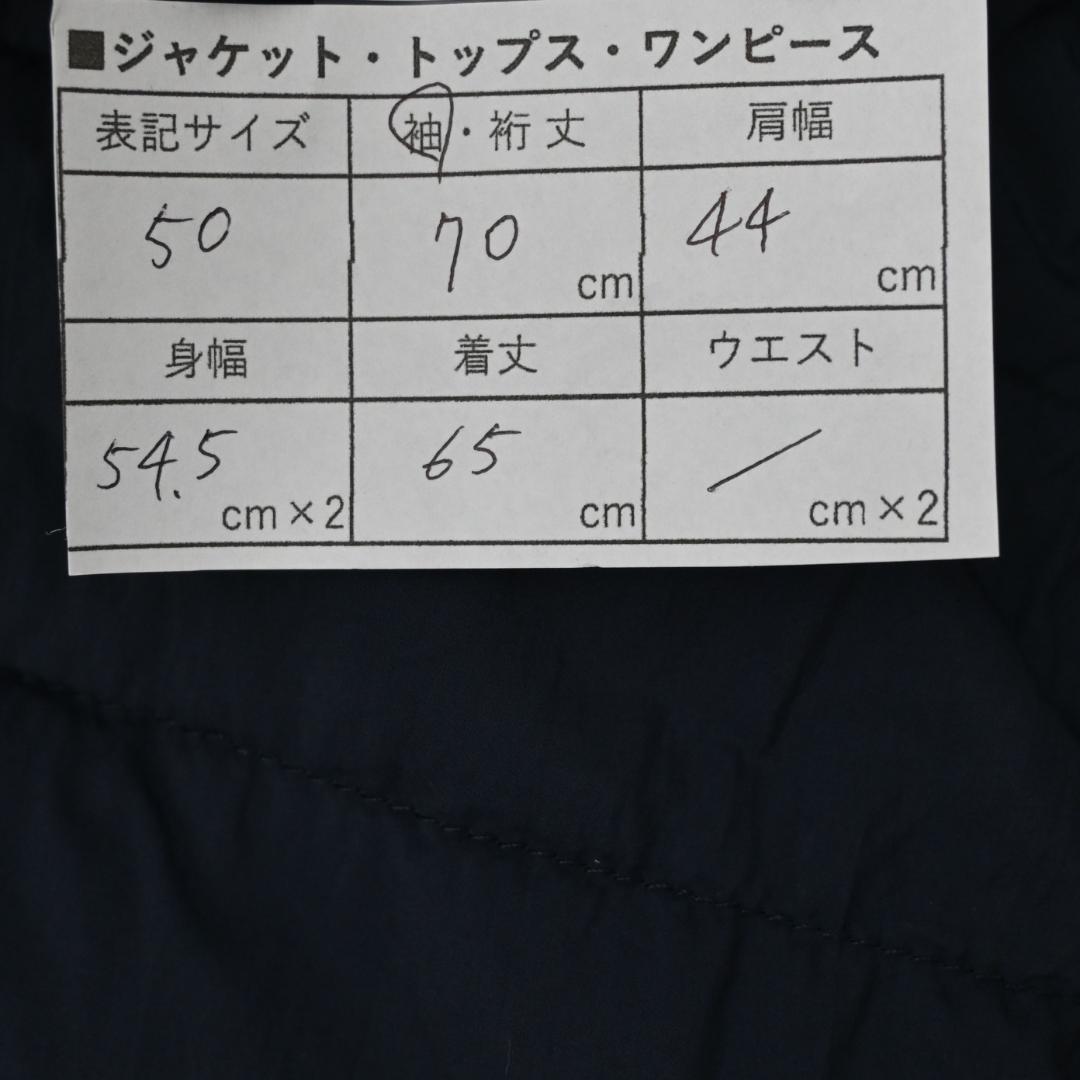 ■ジャケット・トップス・ワンピース
表記サイズ 袖・裄丈 肩幅
50 70 cm 44 cm
身幅 着丈 ウエスト
54.5 cm×2 65 cm / cm×2